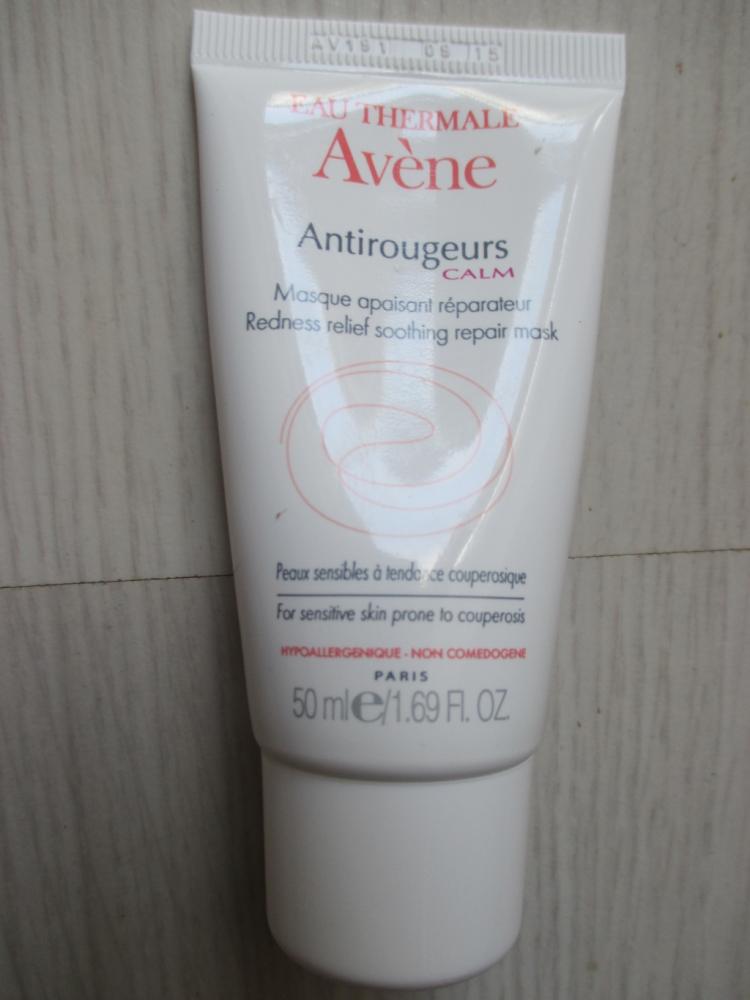 AV191 09 15
EAU THERMALE
Avène
Antirougeurs
CALM
Masque apaisant réparateur
Redness relief soothing repair mask
Peaux sensibles à tendance couperosique
For sensitive skin prone to couperosis
HYPOALLERGENIQUE - NON COMEDOGENE
PARIS
50 ml e/1.69 Fl. OZ.